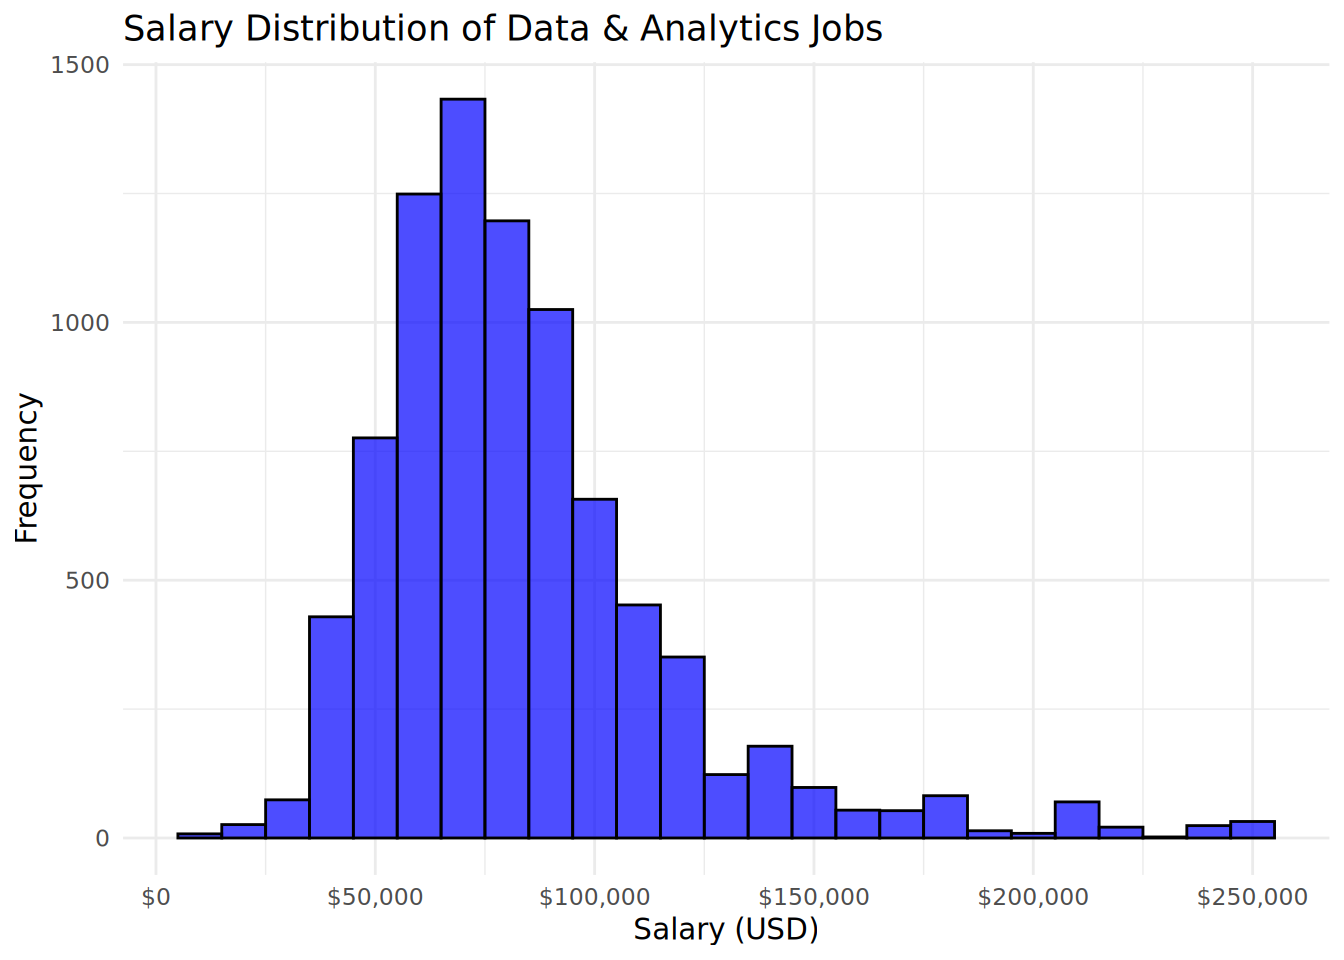 Salary Distribution of Data & Analytics Jobs
1500
1000
500
0
Frequency
$0 $50,000 $100,000 $150,000 $200,000 $250,000
Salary (USD)